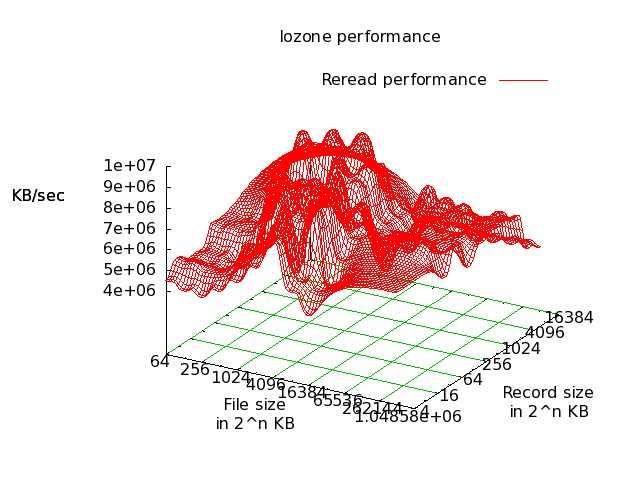 Iozone performance
Reread performance
1e+07
9e+06
8e+06
7e+06
6e+06
5e+06
4e+06
KB/sec
64
256
1024
4096
16384
65536
262144
1.04858e+06
File size
in 2^n KB
4
16
64
256
1024
4096
16384
Record size
in 2^n KB